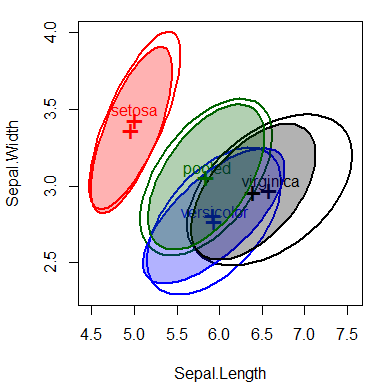 4.0
3.5
3.0
2.5
Sepal.Width
setosa
pooled
virginica
versicolor
4.5 5.0 5.5 6.0 6.5 7.0 7.5
Sepal.Length